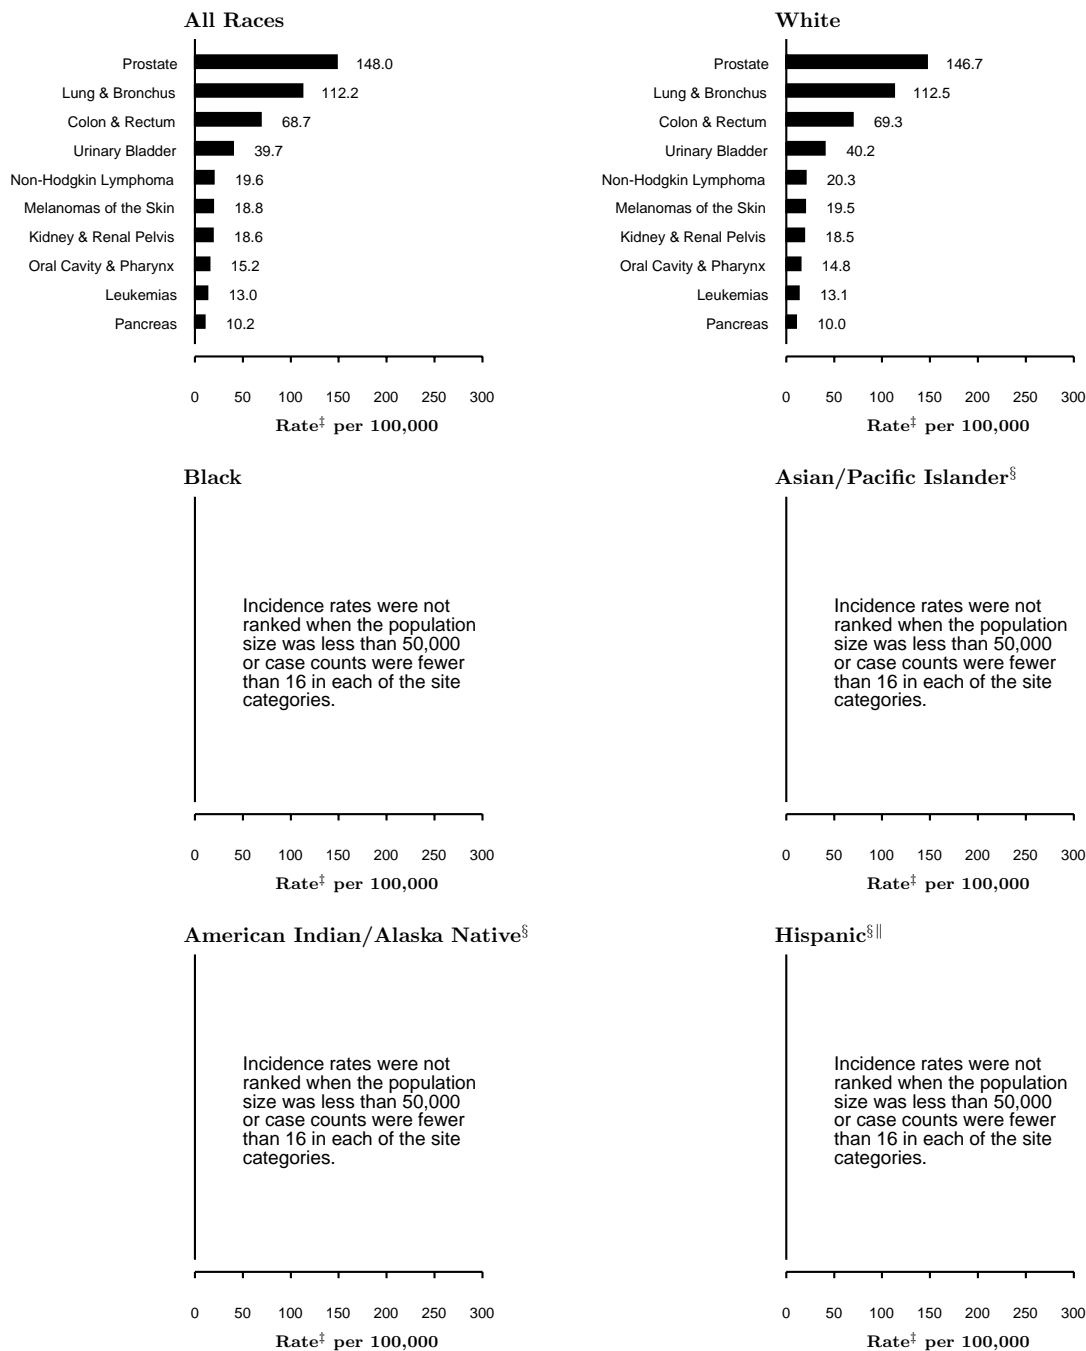 All Races
Prostate 148.0
Lung & Bronchus 112.2
Colon & Rectum 68.7
Urinary Bladder 39.7
Non-Hodgkin Lymphoma 19.6
Melanomas of the Skin 18.8
Kidney & Renal Pelvis 18.6
Oral Cavity & Pharynx 15.2
Leukemias 13.0
Pancreas 10.2
0 50 100 150 200 250 300
Rate‡ per 100,000
White
Prostate 146.7
Lung & Bronchus 112.5
Colon & Rectum 69.3
Urinary Bladder 40.2
Non-Hodgkin Lymphoma 20.3
Melanomas of the Skin 19.5
Kidney & Renal Pelvis 18.5
Oral Cavity & Pharynx 14.8
Leukemias 13.1
Pancreas 10.0
0 50 100 150 200 250 300
Rate‡ per 100,000
Black
Incidence rates were not
ranked when the population
size was less than 50,000
or case counts were fewer
than 16 in each of the site
categories.
0 50 100 150 200 250 300
Rate‡ per 100,000
Asian/Pacific Islander§
Incidence rates were not
ranked when the population
size was less than 50,000
or case counts were fewer
than 16 in each of the site
categories.
0 50 100 150 200 250 300
Rate‡ per 100,000
American Indian/Alaska Native§
Incidence rates were not
ranked when the population
size was less than 50,000
or case counts were fewer
than 16 in each of the site
categories.
0 50 100 150 200 250 300
Rate‡ per 100,000
Hispanic§‖
Incidence rates were not
ranked when the population
size was less than 50,000
or case counts were fewer
than 16 in each of the site
categories.
0 50 100 150 200 250 300
Rate‡ per 100,000